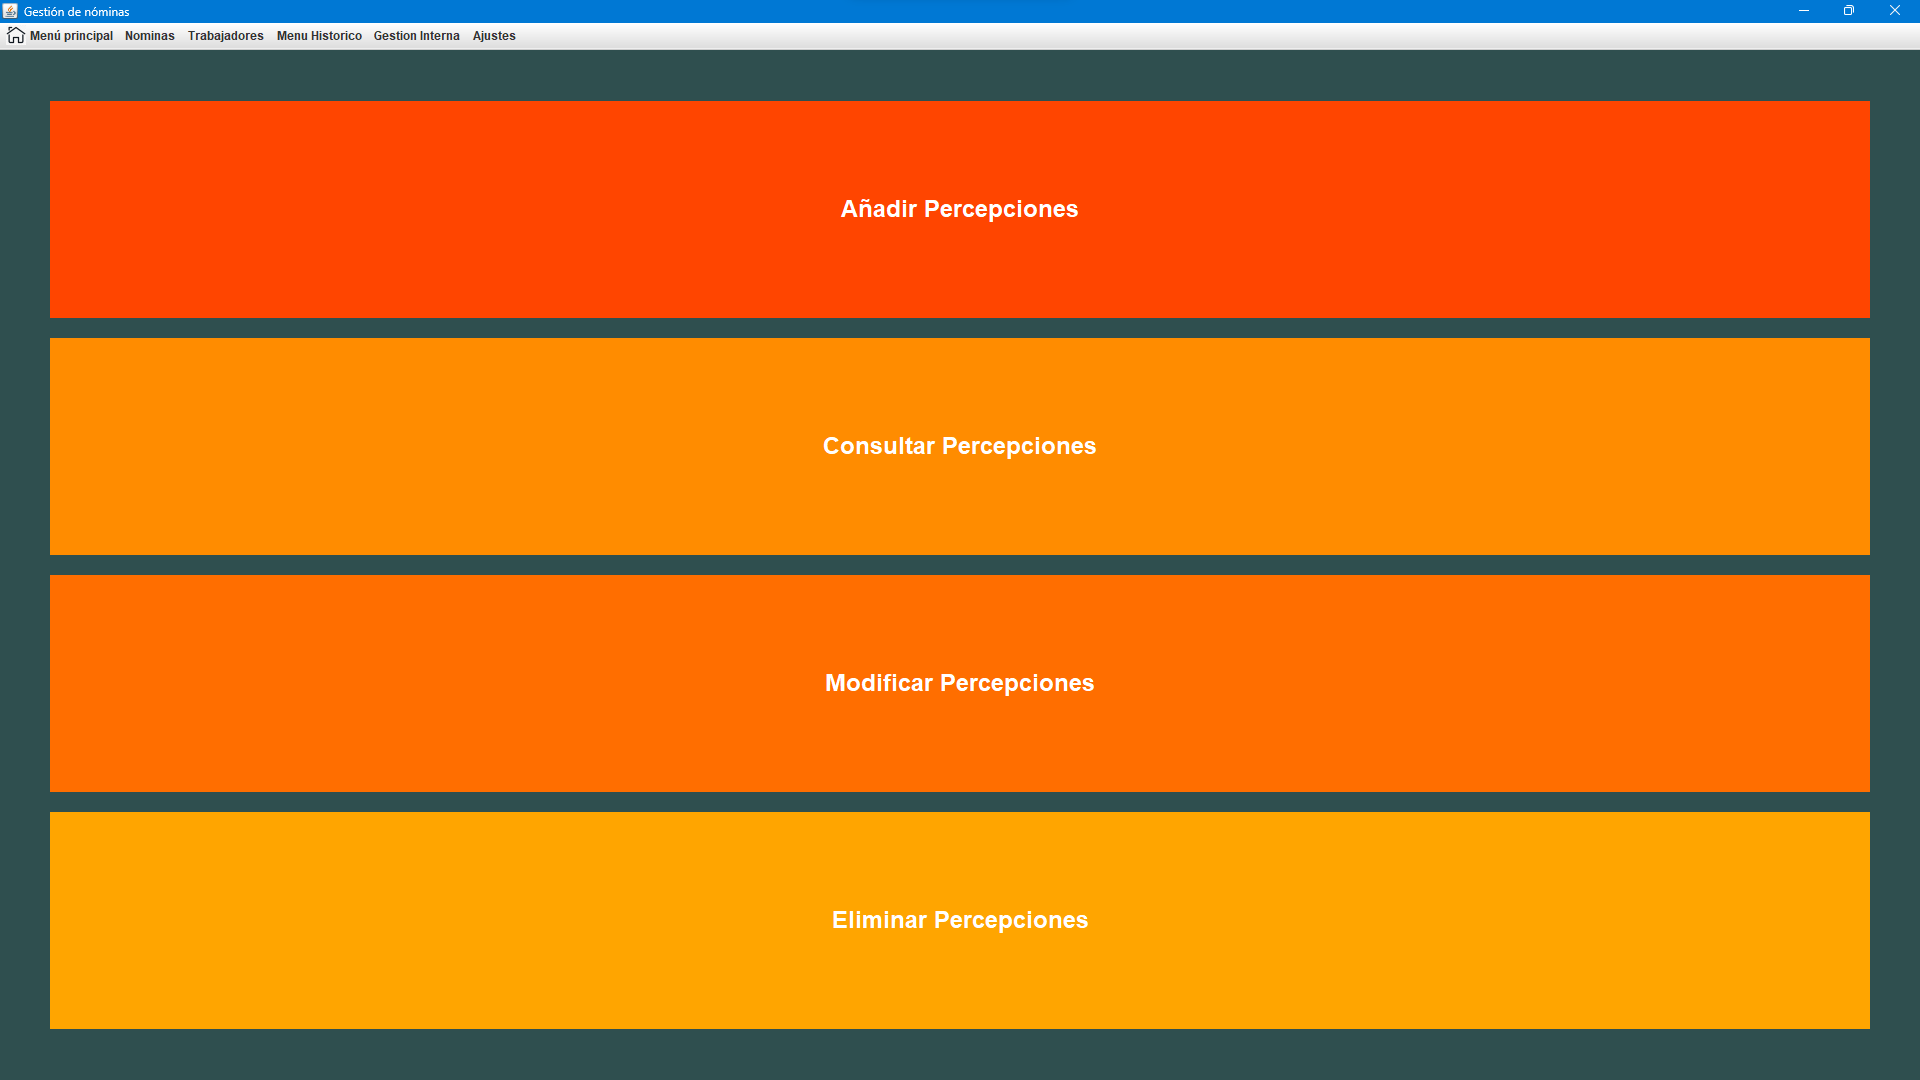 Gestión de nóminas
Menú principal Nominas Trabajadores Menu Historico Gestion Interna Ajustes
Añadir Percepciones
Consultar Percepciones
Modificar Percepciones
Eliminar Percepciones